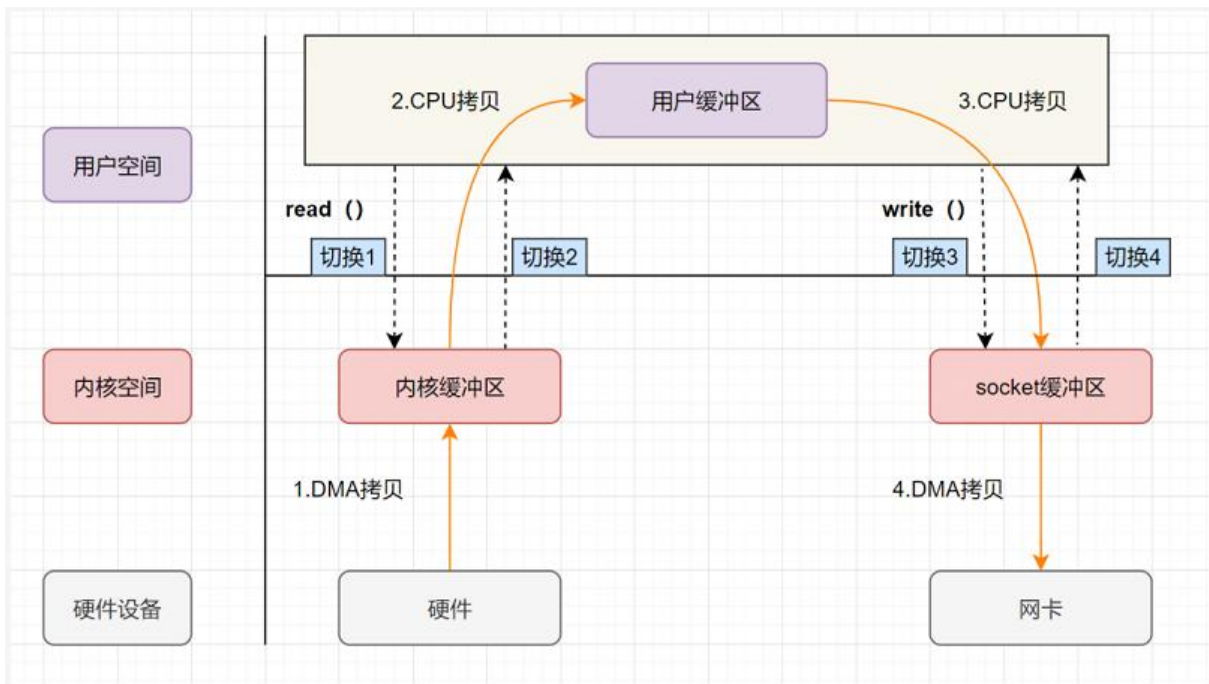 2.CPU拷贝
用户缓冲区
3.CPU拷贝
用户空间
read（）
write（）
切换1
切换2
切换3
切换4
内核空间
内核缓冲区
socket缓冲区
1.DMA拷贝
4.DMA拷贝
硬件设备
硬件
网卡